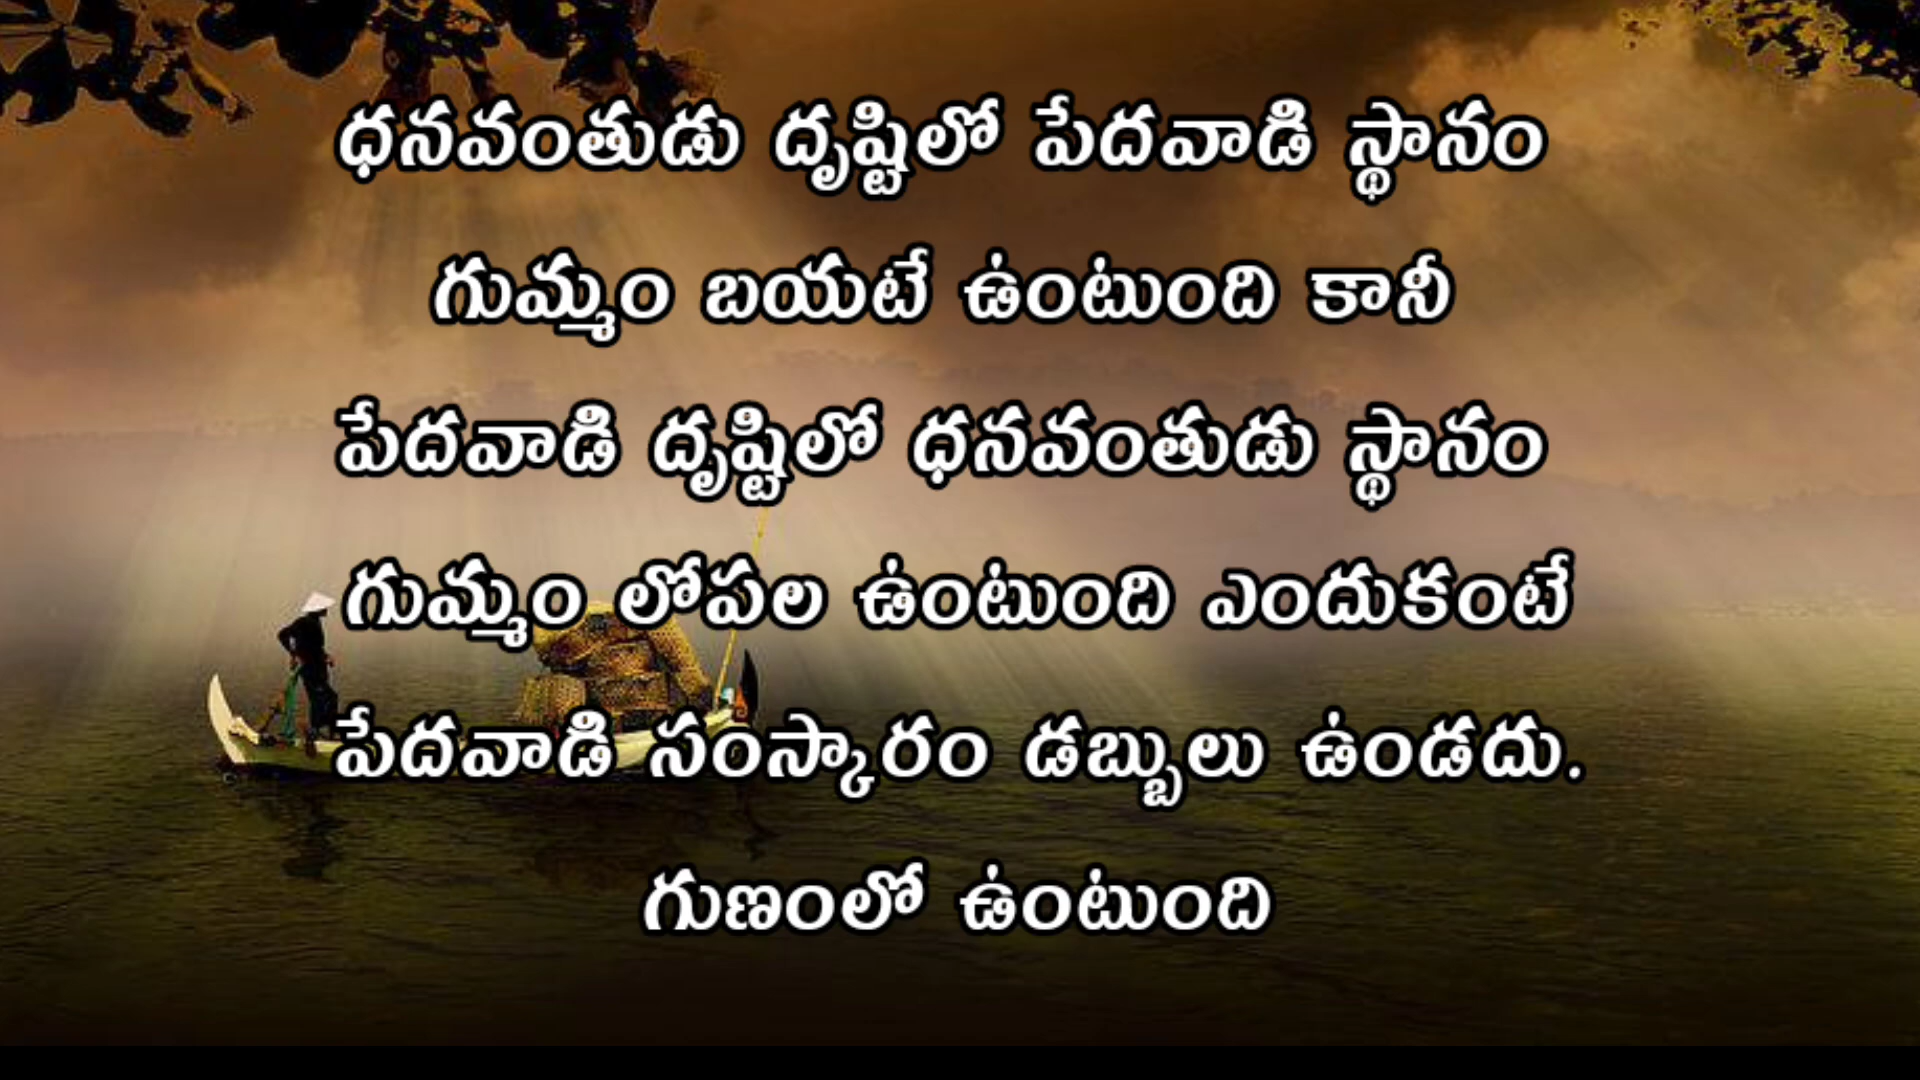 ధనవంతుడు దృష్టిలో పేదవాడి స్థానం
గుమ్మం బయటే ఉంటుంది కానీ
పేదవాడి దృష్టిలో ధనవంతుడు స్థానం
గుమ్మం లోపల ఉంటుంది ఎందుకంటే
పేదవాడి సంస్కారం డబ్బులు ఉండదు.
గుణంలో ఉంటుంది